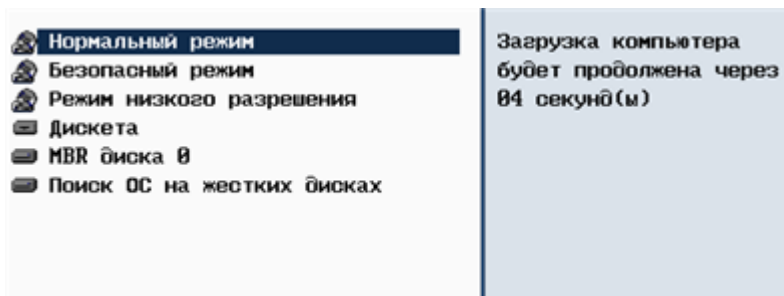 Нормальный режим
Безопасный режим
Режим низкого разрешения
Дискета
MBR диска 0
Поиск ОС на жестких дисках
Загрузка компьютера
будет продолжена через
04 секунд(ы)